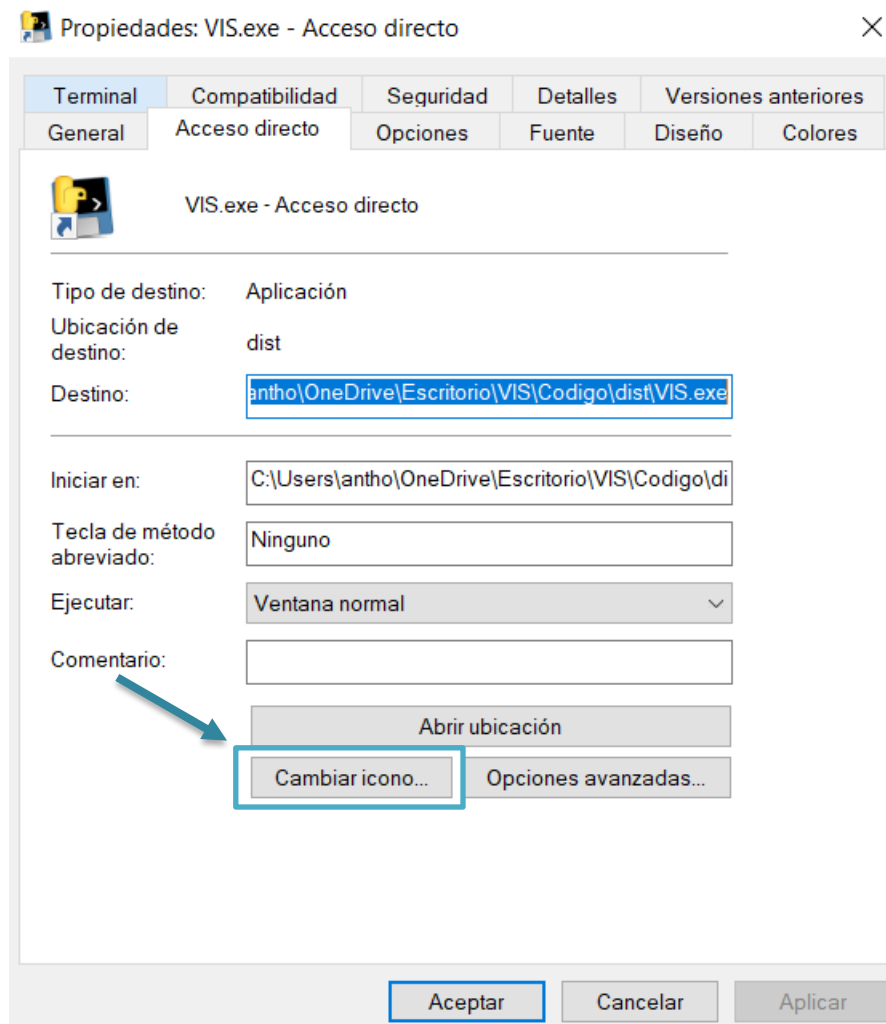 Propiedades: VIS.exe - Acceso directo
Terminal Compatibilidad Seguridad Detalles Versiones anteriores
General Acceso directo Opciones Fuente Diseño Colores
VIS.exe - Acceso directo
Tipo de destino: Aplicación
Ubicación de
destino: dist
Destino: antho\OneDrive\Escritorio\VIS\Codigo\dist\VIS.exe
Iniciar en: C:\Users\antho\OneDrive\Escritorio\VIS\Codigo\di
Tecla de método
abreviado: Ninguno
Ejecutar: Ventana normal
Comentario:
Abrir ubicación
Cambiar icono... Opciones avanzadas...
Aceptar Cancelar Aplicar